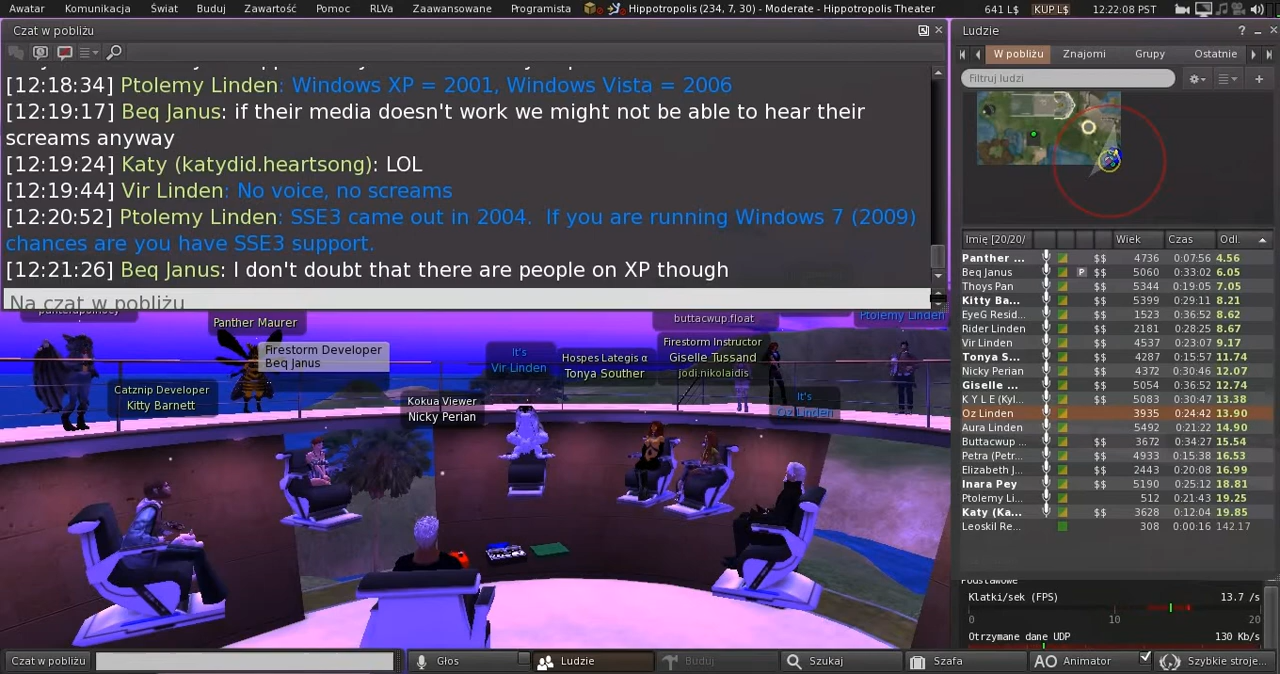 Awatar Komunikacja Świat Buduj Zawartość Pomoc RLVa Zaawansowane Programista Hippotropolis (234, 7, 30) - Moderate - Hippotropolis Theater 641 L$ KUP L$ 12:22:08 PST
Czat w pobliżu
[12:18:34] Ptolemy Linden: Windows XP = 2001, Windows Vista = 2006
[12:19:17] Beq Janus: if their media doesn't work we might not be able to hear their
screams anyway
[12:19:24] Katy (katydid.heartsong): LOL
[12:19:44] Vir Linden: No voice, no screams
[12:20:52] Ptolemy Linden: SSE3 came out in 2004. If you are running Windows 7 (2009)
chances are you have SSE3 support.
[12:21:26] Beq Janus: I don't doubt that there are people on XP though
Na czat w pobliżu
Panther Maurer
Firestorm Developer
Beq Janus
Catznip Developer
Kitty Barnett
Kokua Viewer
Nicky Perian
It's
Vir Linden
Hospes Lategis α
Tonya Souther
buttacwup.float
Firestorm Instructor
Giselle Tussand
jodi.nikolaidis
Ptolemy Linden
It's
Oz Linden
Ludzie
? _ ×
W pobliżu Znajomi Grupy Ostatnie
Filtruj ludzi
Imię [20/20/ Wiek Czas Odl.
Panther ... $$ 4736 0:07:56 4.56
Beq Janus P $$ 5060 0:33:02 6.05
Thoys Pan $$ 5344 0:19:05 7.05
Kitty Ba... $$ 5399 0:29:11 8.21
EyeG Resid... $$ 1523 0:36:52 8.62
Rider Linden $$ 2181 0:28:25 8.67
Vir Linden $$ 4537 0:23:07 9.17
Tonya S... $$ 4287 0:15:57 11.74
Nicky Perian $$ 4372 0:30:46 12.07
Giselle ... $$ 5054 0:36:52 12.74
K Y L E (Kyl... $$ 5083 0:30:47 13.38
Oz Linden 3935 0:24:42 13.90
Aura Linden 5492 0:21:22 14.90
Buttacwup ... $$ 3672 0:34:27 15.54
Petra (Petr... $$ 4933 0:15:38 16.53
Elizabeth J... $$ 2443 0:20:08 16.99
Inara Pey $$ 5190 0:25:12 18.81
Ptolemy Li... 512 0:21:43 19.25
Katy (Ka... $$ 3628 0:12:04 19.85
Leoskil Re... 308 0:00:16 142.17
Podstawowe
Klatki/sek (FPS) 13.7 /s
0 10 20
Otrzymane dane UDP 130 Kb/s
Czat w pobliżu Głos Ludzie Buduj Szukaj Szafa AO Animator Szybkie stroje...